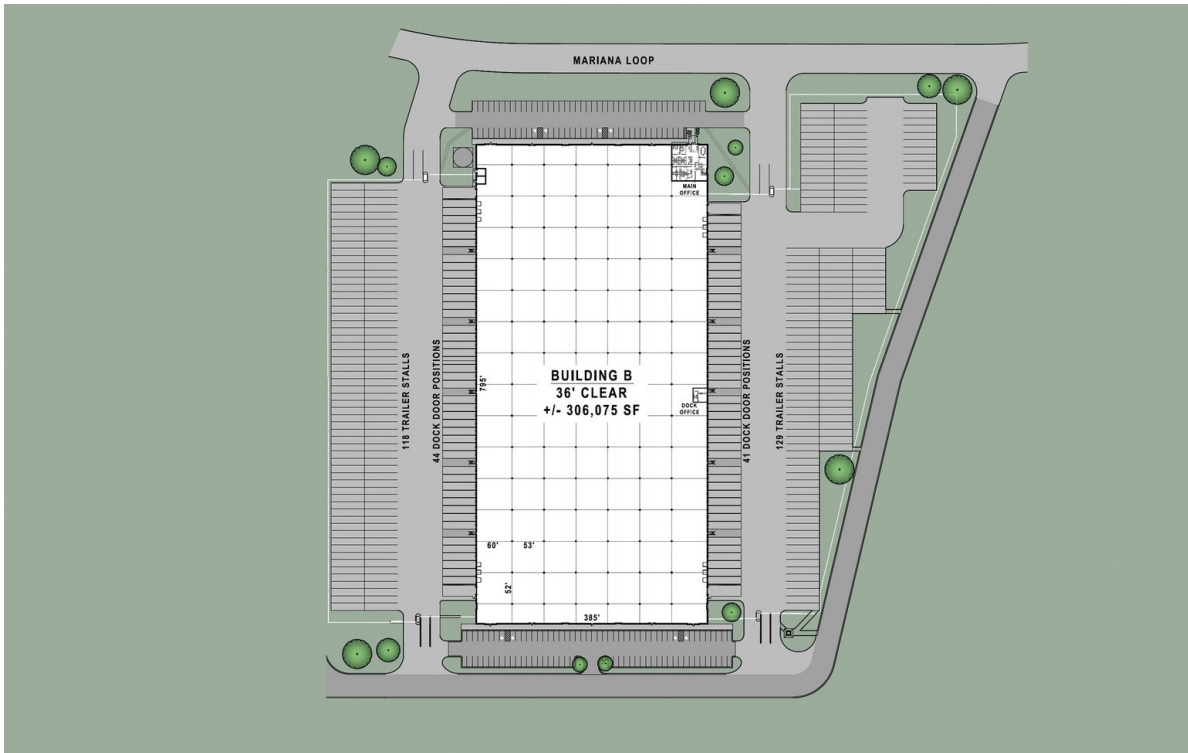 MARIANA LOOP
MAIN
OFFICE
118 TRAILER STALLS
44 DOCK DOOR POSITIONS
795'
BUILDING B
36' CLEAR
+/- 306,075 SF
DOCK
OFFICE
41 DOCK DOOR POSITIONS
129 TRAILER STALLS
60'
53'
52'
385'